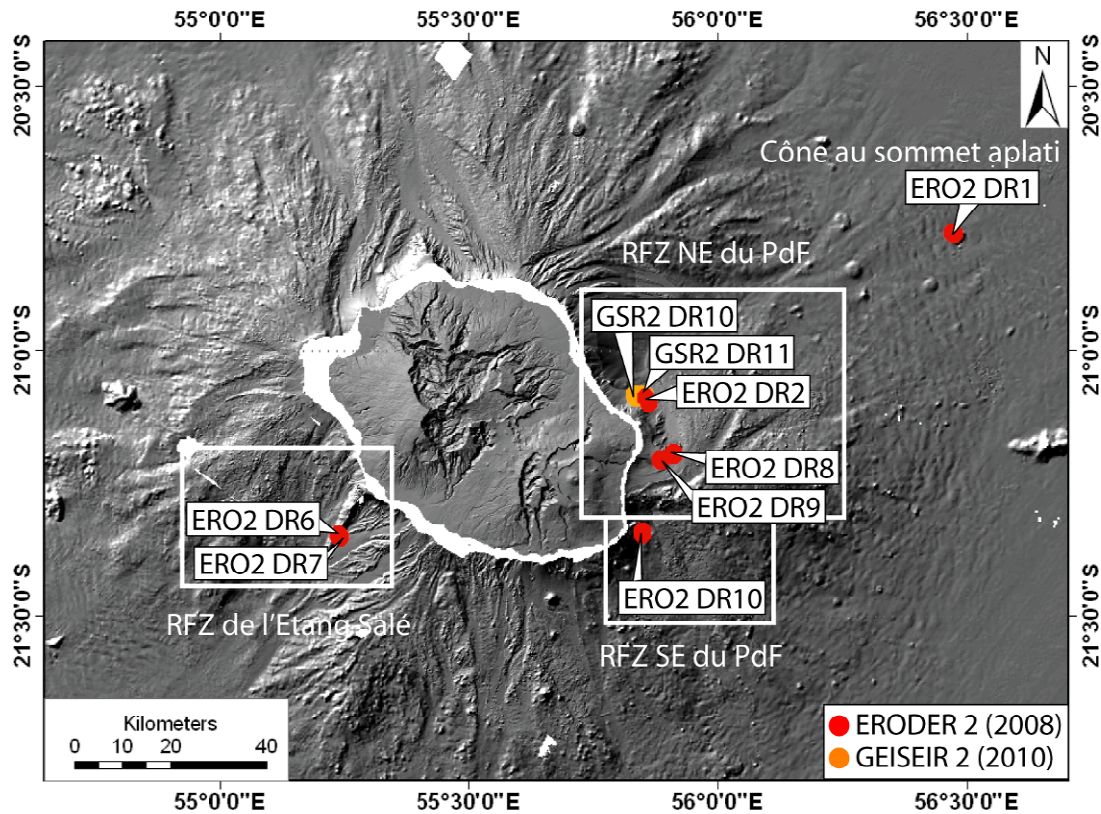 55°0'0"E 55°30'0"E 56°0'0"E 56°30'0"E
20°30'0"S
20°30'0"S
N
Cône au sommet aplati
ERO2 DR1
RFZ NE du PdF
GSR2 DR10
21°0'0"S
GSR2 DR11
21°0'0"S
ERO2 DR2
ERO2 DR8
ERO2 DR9
ERO2 DR6
ERO2 DR7
ERO2 DR10
RFZ de l'Etang Salé
21°30'0"S
21°30'0"S
RFZ SE du PdF
Kilometers
0 10 20 40
ERODER 2 (2008)
GEISEIR 2 (2010)
55°0'0"E 55°30'0"E 56°0'0"E 56°30'0"E